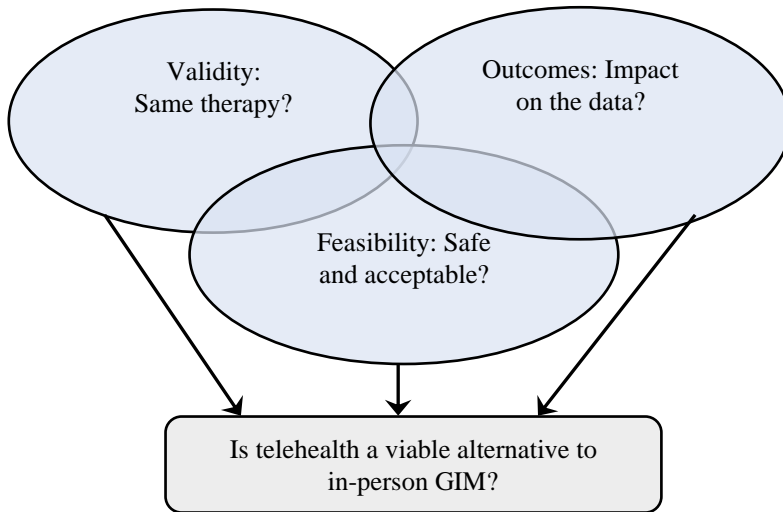 Validity:
Same therapy?
Outcomes: Impact
on the data?
Feasibility: Safe
and acceptable?
Is telehealth a viable alternative to
in-person GIM?